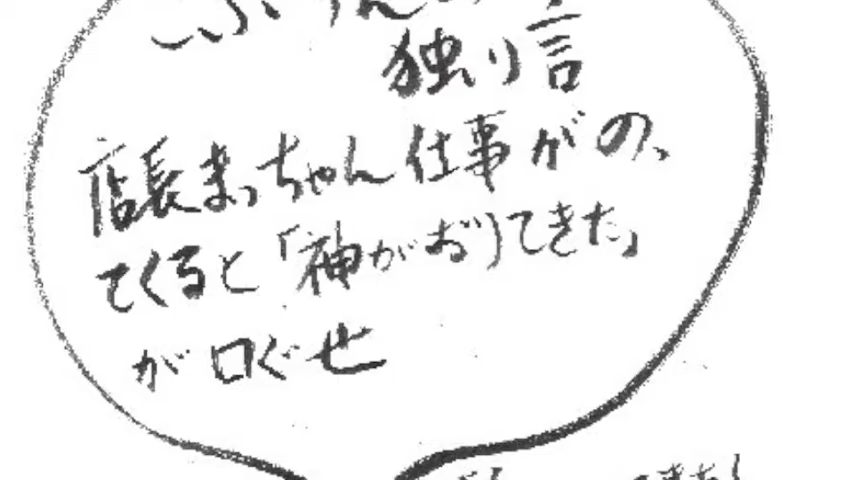 独り言
店長まっちゃん仕事がのっ
てくると「神がおりてきた」
が口ぐせ